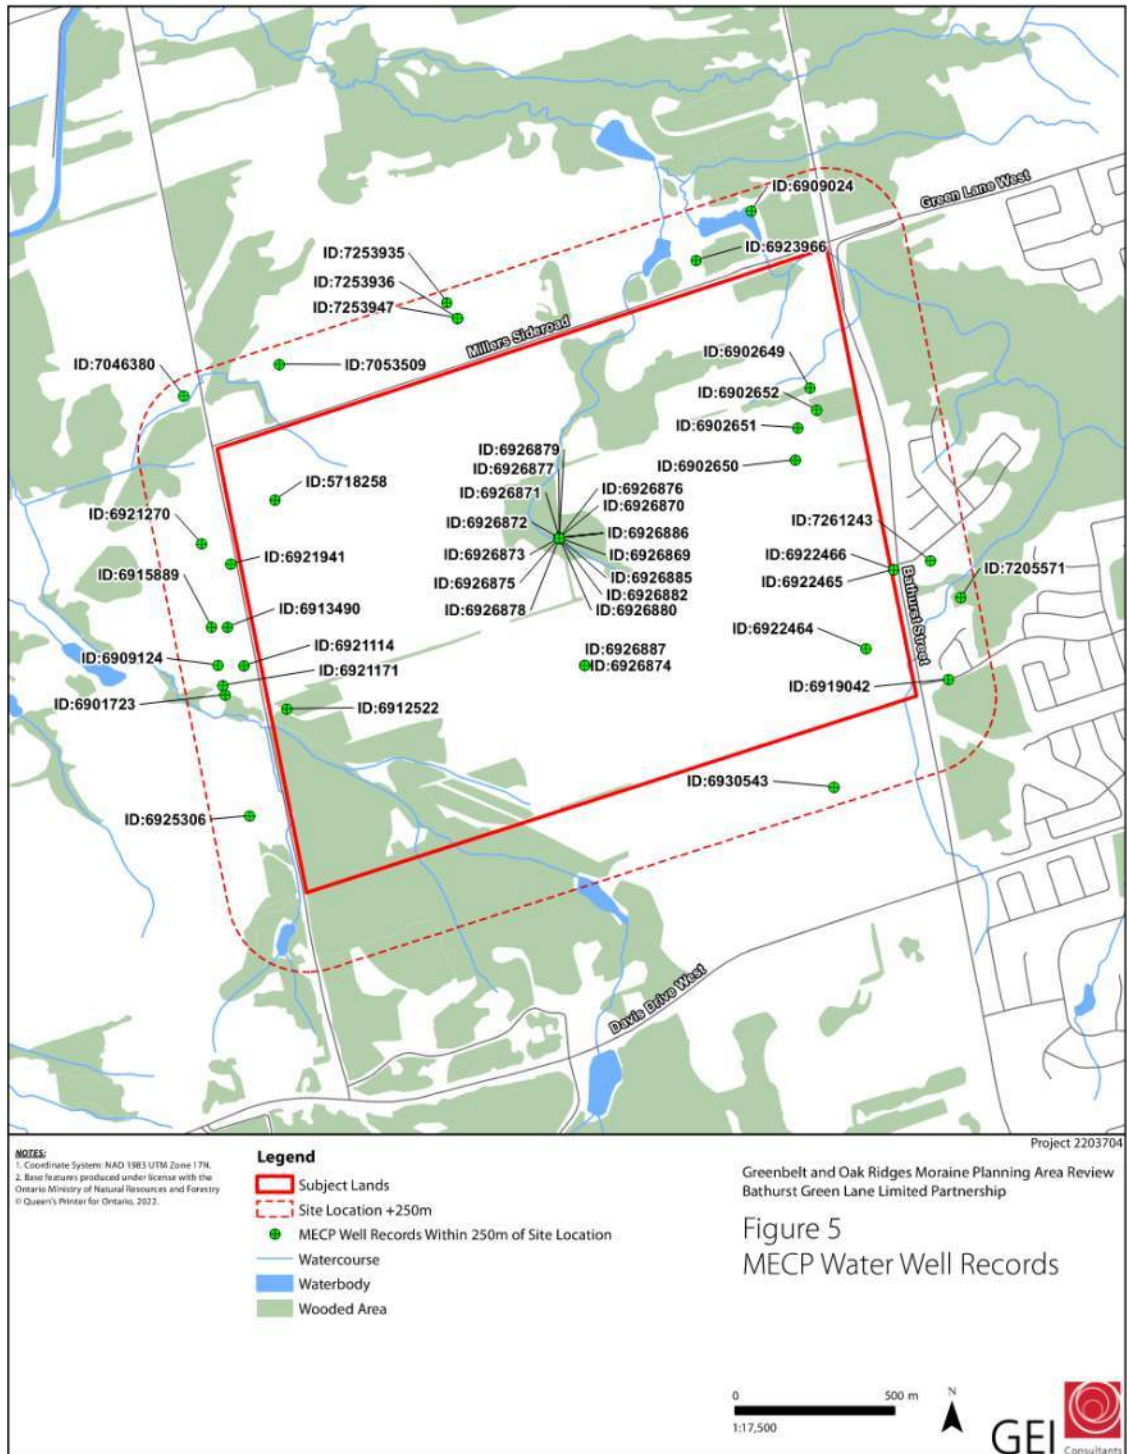 ID:6909024
Green Lane West
ID:6923966
ID:7253935
ID:7253936
ID:7253947
Millers Sideroad
ID:7046380
ID:7053509
ID:6902649
ID:6902652
ID:6902651
ID:6902650
ID:6926879
ID:6926877
ID:6926871
ID:6926876
ID:6926870
ID:5718258
ID:6926872
ID:6926886
ID:6921270
ID:7261243
ID:6926873
ID:6926869
ID:6922466
ID:6921941
ID:6915889
ID:6926875
ID:6926885
ID:6922465
ID:7205571
ID:6926882
ID:6926878
ID:6926880
ID:6913490
Bathurst Street
ID:6922464
ID:6921114
ID:6926887
ID:6909124
ID:6926874
ID:6921171
ID:6919042
ID:6901723
ID:6912522
ID:6930543
ID:6925306
Davis Drive West
NOTES:
1. Coordinate System: NAD 1983 UTM Zone 17N.
2. Base features produced under license with the
Ontario Ministry of Natural Resources and Forestry
© Queen's Printer for Ontario, 2022.
Legend
Subject Lands
Site Location +250m
MECP Well Records Within 250m of Site Location
Watercourse
Waterbody
Wooded Area
Project 2203704
Greenbelt and Oak Ridges Moraine Planning Area Review
Bathurst Green Lane Limited Partnership
Figure 5
MECP Water Well Records
0 500 m
1:17,500
N
GEI
Consultants